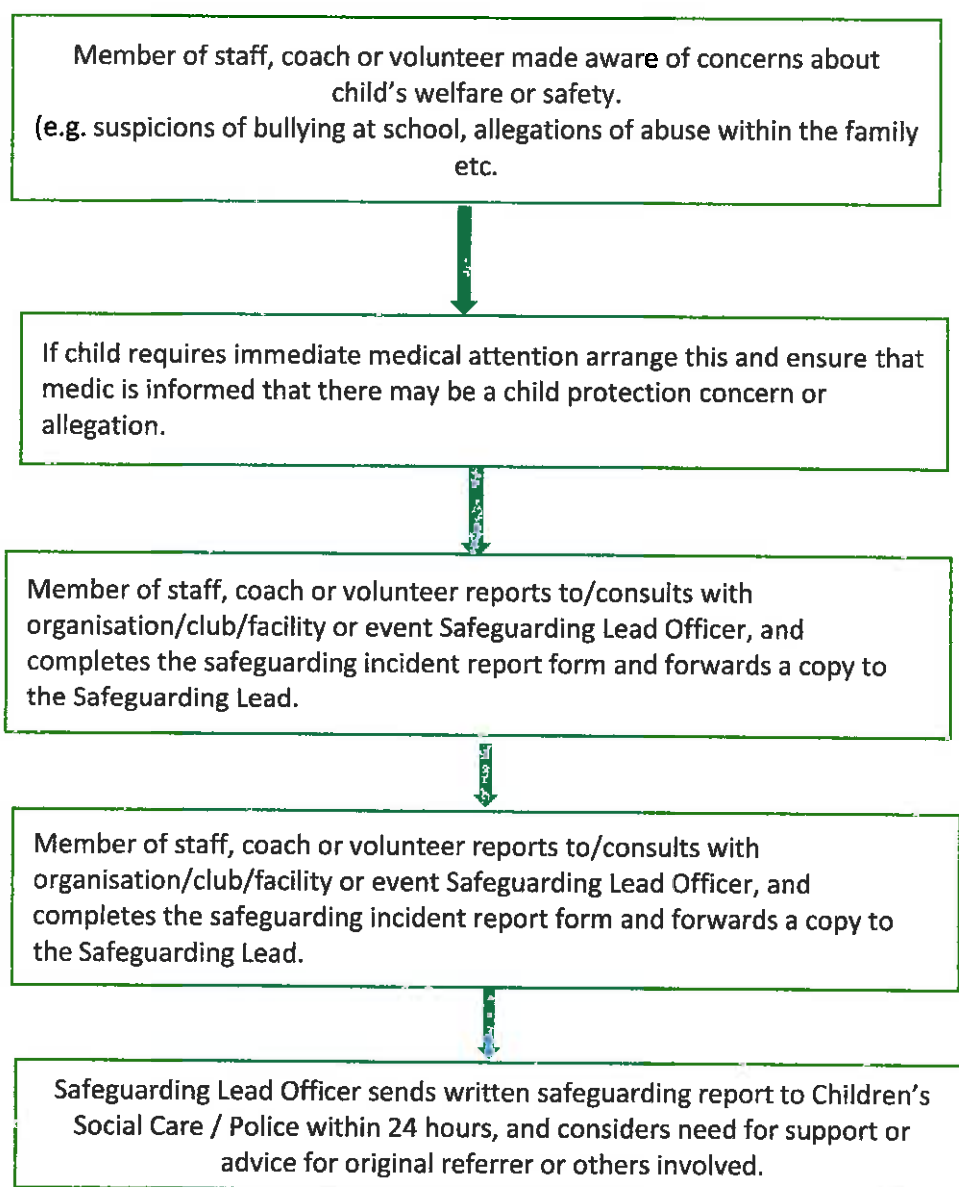 Member of staff, coach or volunteer made aware of concerns about
child's welfare or safety.
(e.g. suspicions of bullying at school, allegations of abuse within the family
etc.
If child requires immediate medical attention arrange this and ensure that
medic is informed that there may be a child protection concern or
allegation.
Member of staff, coach or volunteer reports to/consults with
organisation/club/facility or event Safeguarding Lead Officer, and
completes the safeguarding incident report form and forwards a copy to
the Safeguarding Lead.
Member of staff, coach or volunteer reports to/consults with
organisation/club/facility or event Safeguarding Lead Officer, and
completes the safeguarding incident report form and forwards a copy to
the Safeguarding Lead.
Safeguarding Lead Officer sends written safeguarding report to Children's
Social Care / Police within 24 hours, and considers need for support or
advice for original referrer or others involved.